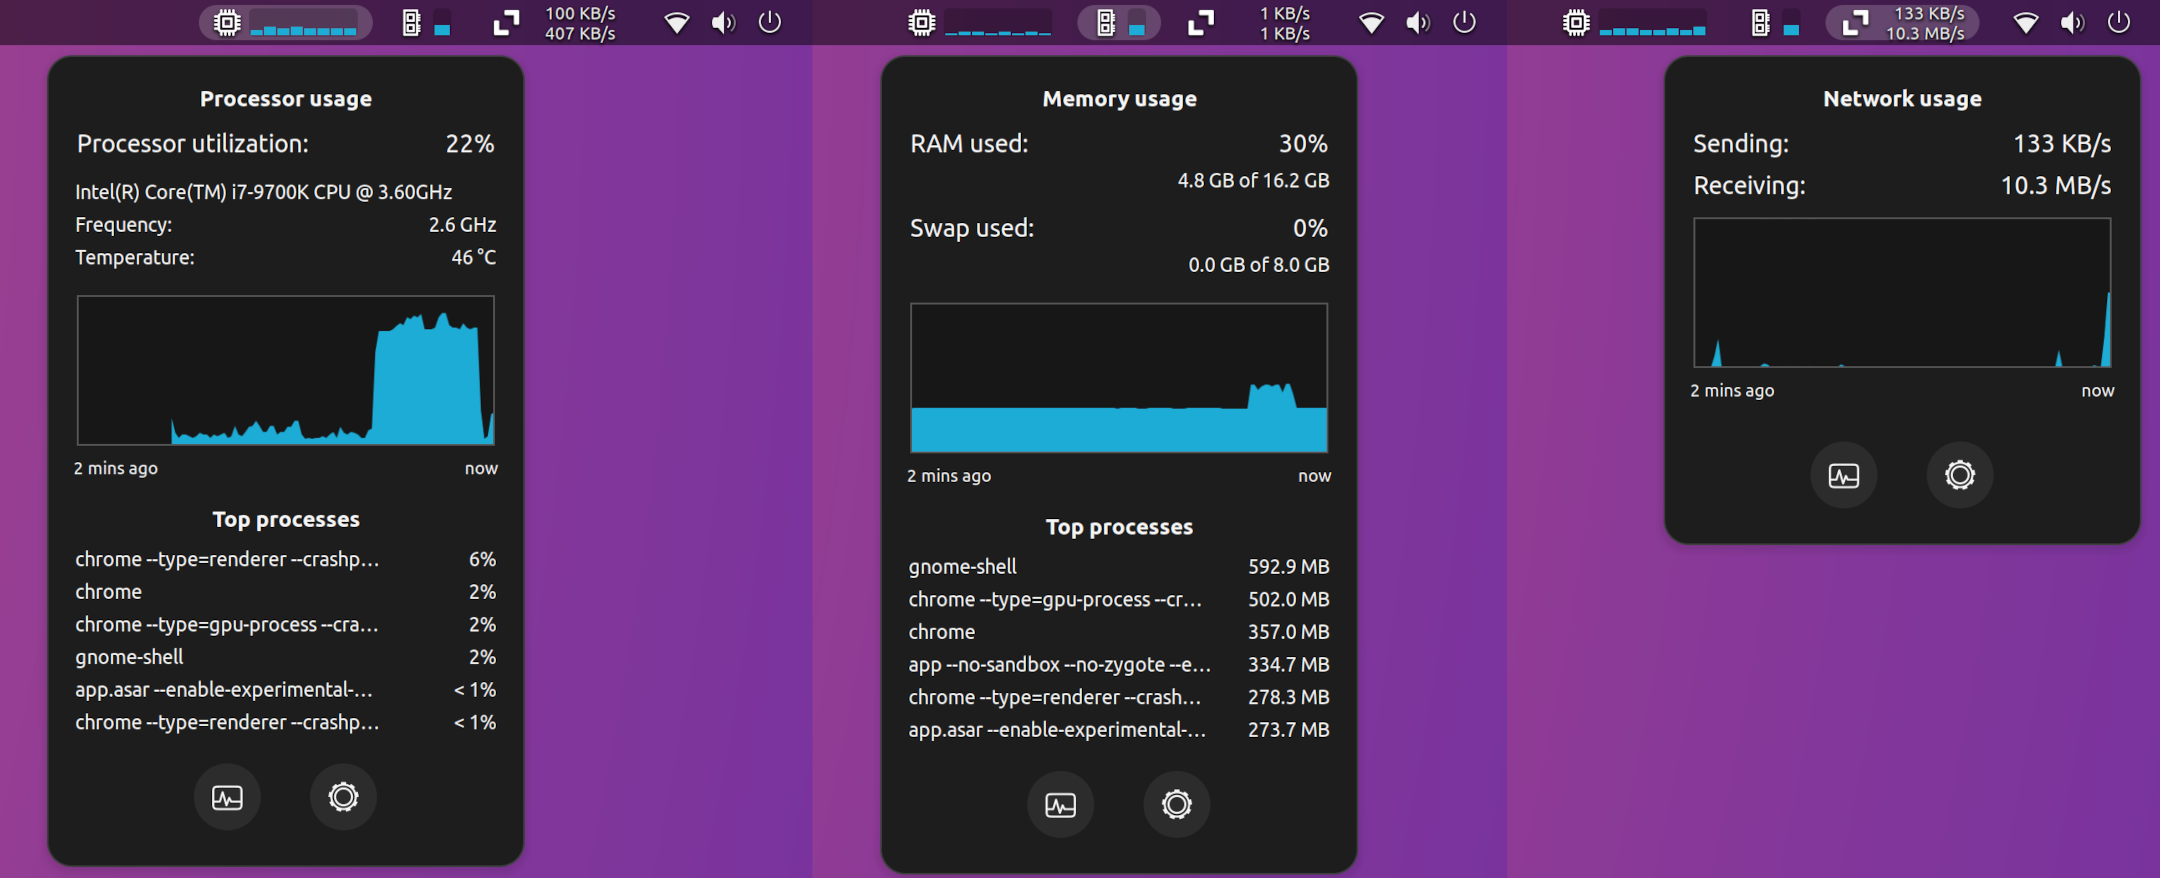 100 KB/s
407 KB/s
Processor usage
Processor utilization: 22%
Intel(R) Core(TM) i7-9700K CPU @ 3.60GHz
Frequency: 2.6 GHz
Temperature: 46 °C
2 mins ago now
Top processes
chrome --type=renderer --crashp... 6%
chrome 2%
chrome --type=gpu-process --cra... 2%
gnome-shell 2%
app.asar --enable-experimental-... < 1%
chrome --type=renderer --crashp... < 1%
1 KB/s
1 KB/s
Memory usage
RAM used: 30%
4.8 GB of 16.2 GB
Swap used: 0%
0.0 GB of 8.0 GB
2 mins ago now
Top processes
gnome-shell 592.9 MB
chrome --type=gpu-process --cr... 502.0 MB
chrome 357.0 MB
app --no-sandbox --no-zygote --e... 334.7 MB
chrome --type=renderer --crash... 278.3 MB
app.asar --enable-experimental-... 273.7 MB
133 KB/s
10.3 MB/s
Network usage
Sending: 133 KB/s
Receiving: 10.3 MB/s
2 mins ago now